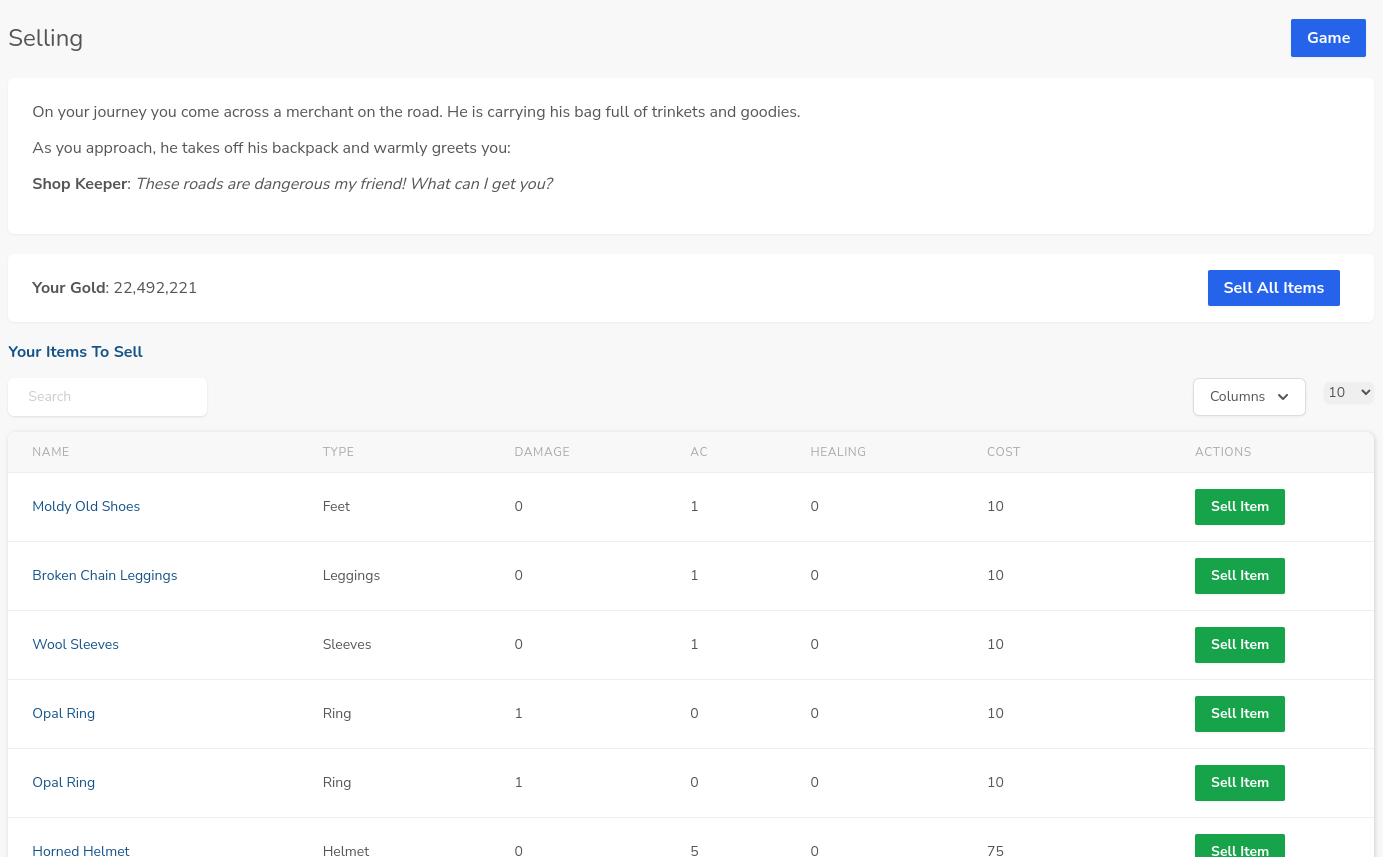 Selling
Game
On your journey you come across a merchant on the road. He is carrying his bag full of trinkets and goodies.
As you approach, he takes off his backpack and warmly greets you:
Shop Keeper: These roads are dangerous my friend! What can I get you?
Your Gold: 22,492,221
Sell All Items
Your Items To Sell
Search
Columns
10
NAME TYPE DAMAGE AC HEALING COST ACTIONS
Moldy Old Shoes Feet 0 1 0 10 Sell Item
Broken Chain Leggings Leggings 0 1 0 10 Sell Item
Wool Sleeves Sleeves 0 1 0 10 Sell Item
Opal Ring Ring 1 0 0 10 Sell Item
Opal Ring Ring 1 0 0 10 Sell Item
Horned Helmet Helmet 0 5 0 75 Sell Item